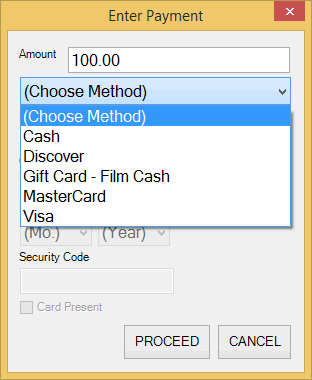 Enter Payment
Amount 100.00
(Choose Method)
(Choose Method)
Cash
Discover
Gift Card - Film Cash
MasterCard
Visa
(Mo.) (Year)
Security Code
Card Present
PROCEED CANCEL